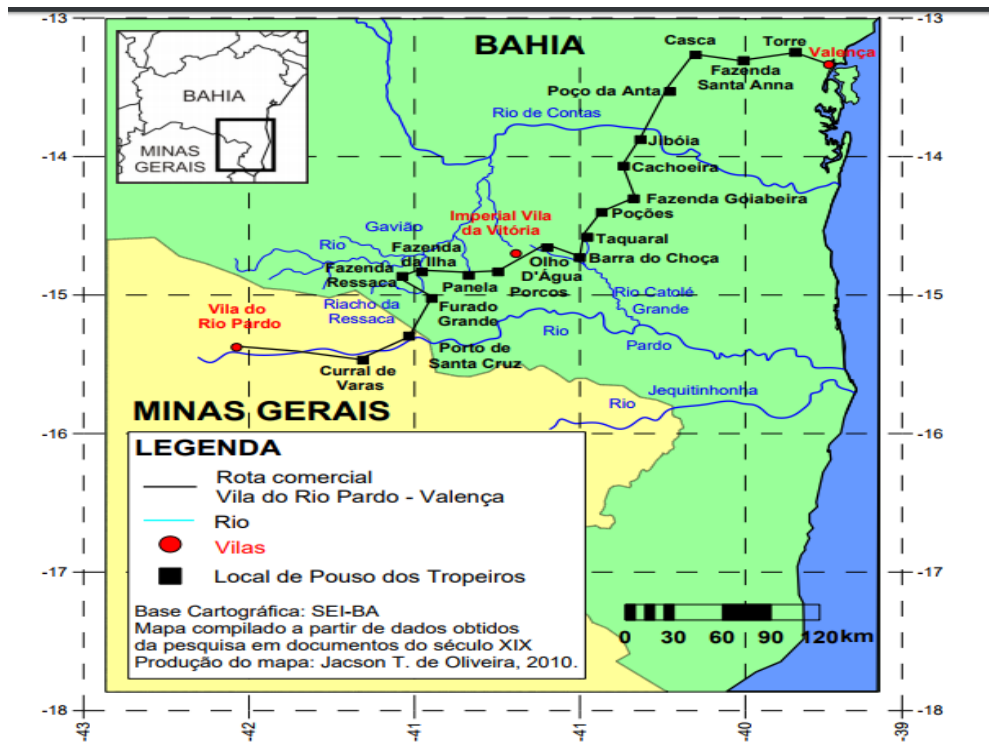 -13
-13
BAHIA
Casca
Torre
Valença
Fazenda
Santa Anna
Poço da Anta
BAHIA
MINAS
GERAIS
Rio de Contas
Jibóia
-14
-14
Cachoeira
Fazenda Goiabeira
Poções
Imperial Vila
da Vitória
Gavião
Rio
Taquaral
Fazenda
da Ilha
Olho
D'Água
Barra do Choça
Fazenda
Ressaca
Panela
Porcos
-15
-15
Riacho da
Ressaca
Furado
Grande
Rio Catolé
Grande
Vila do
Rio Pardo
Rio
Pardo
Porto de
Santa Cruz
Curral de
Varas
Jequitinhonha
Rio
MINAS GERAIS
-16
-16
LEGENDA
Rota comercial
Vila do Rio Pardo - Valença
Rio
Vilas
-17
-17
Local de Pouso dos Tropeiros
Base Cartográfica: SEI-BA
Mapa compilado a partir de dados obtidos
da pesquisa em documentos do século XIX
Produção do mapa: Jacson T. de Oliveira, 2010.
0 30 60 90 120 km
-18
-18
-43
-42
-41
-41
-40
-39